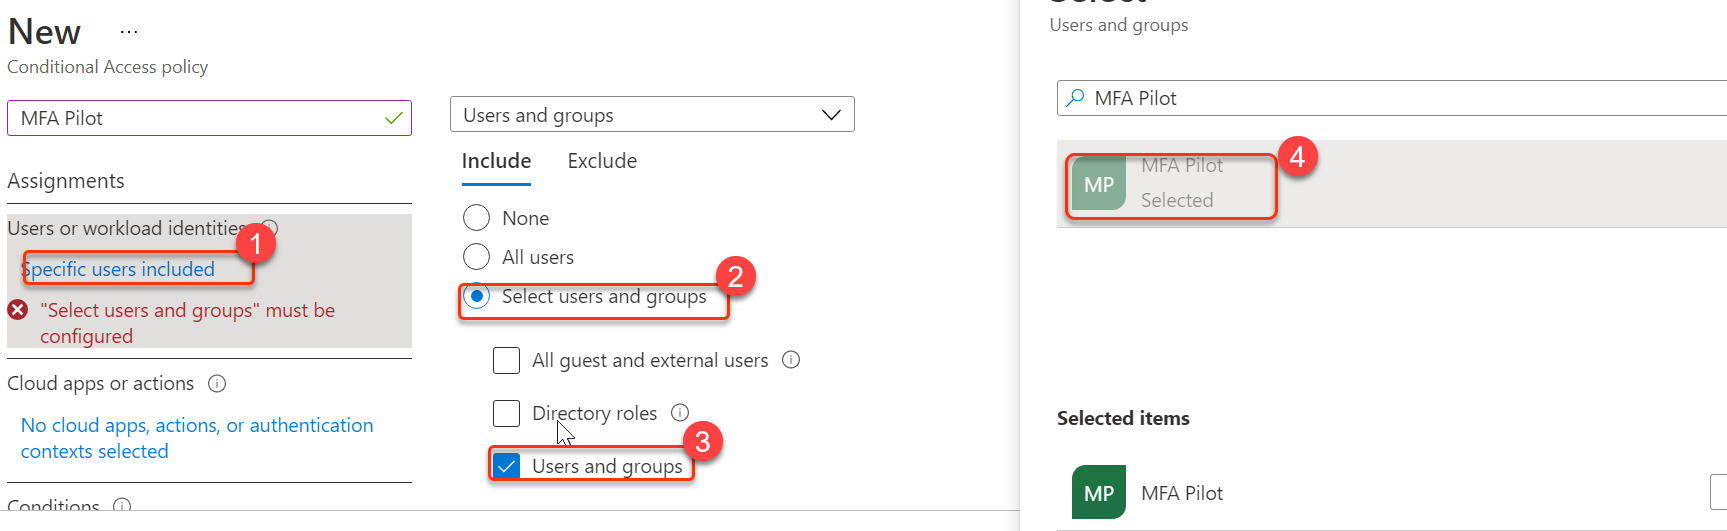 New ...
Conditional Access policy
MFA Pilot
Assignments
Users or workload identities
1
Specific users included
"Select users and groups" must be
configured
Cloud apps or actions
No cloud apps, actions, or authentication
contexts selected
Conditions
Users and groups
Include Exclude
None
All users
2
Select users and groups
All guest and external users
Directory roles
3
Users and groups
Select
Users and groups
MFA Pilot
4
MP
MFA Pilot
Selected
Selected items
MP
MFA Pilot